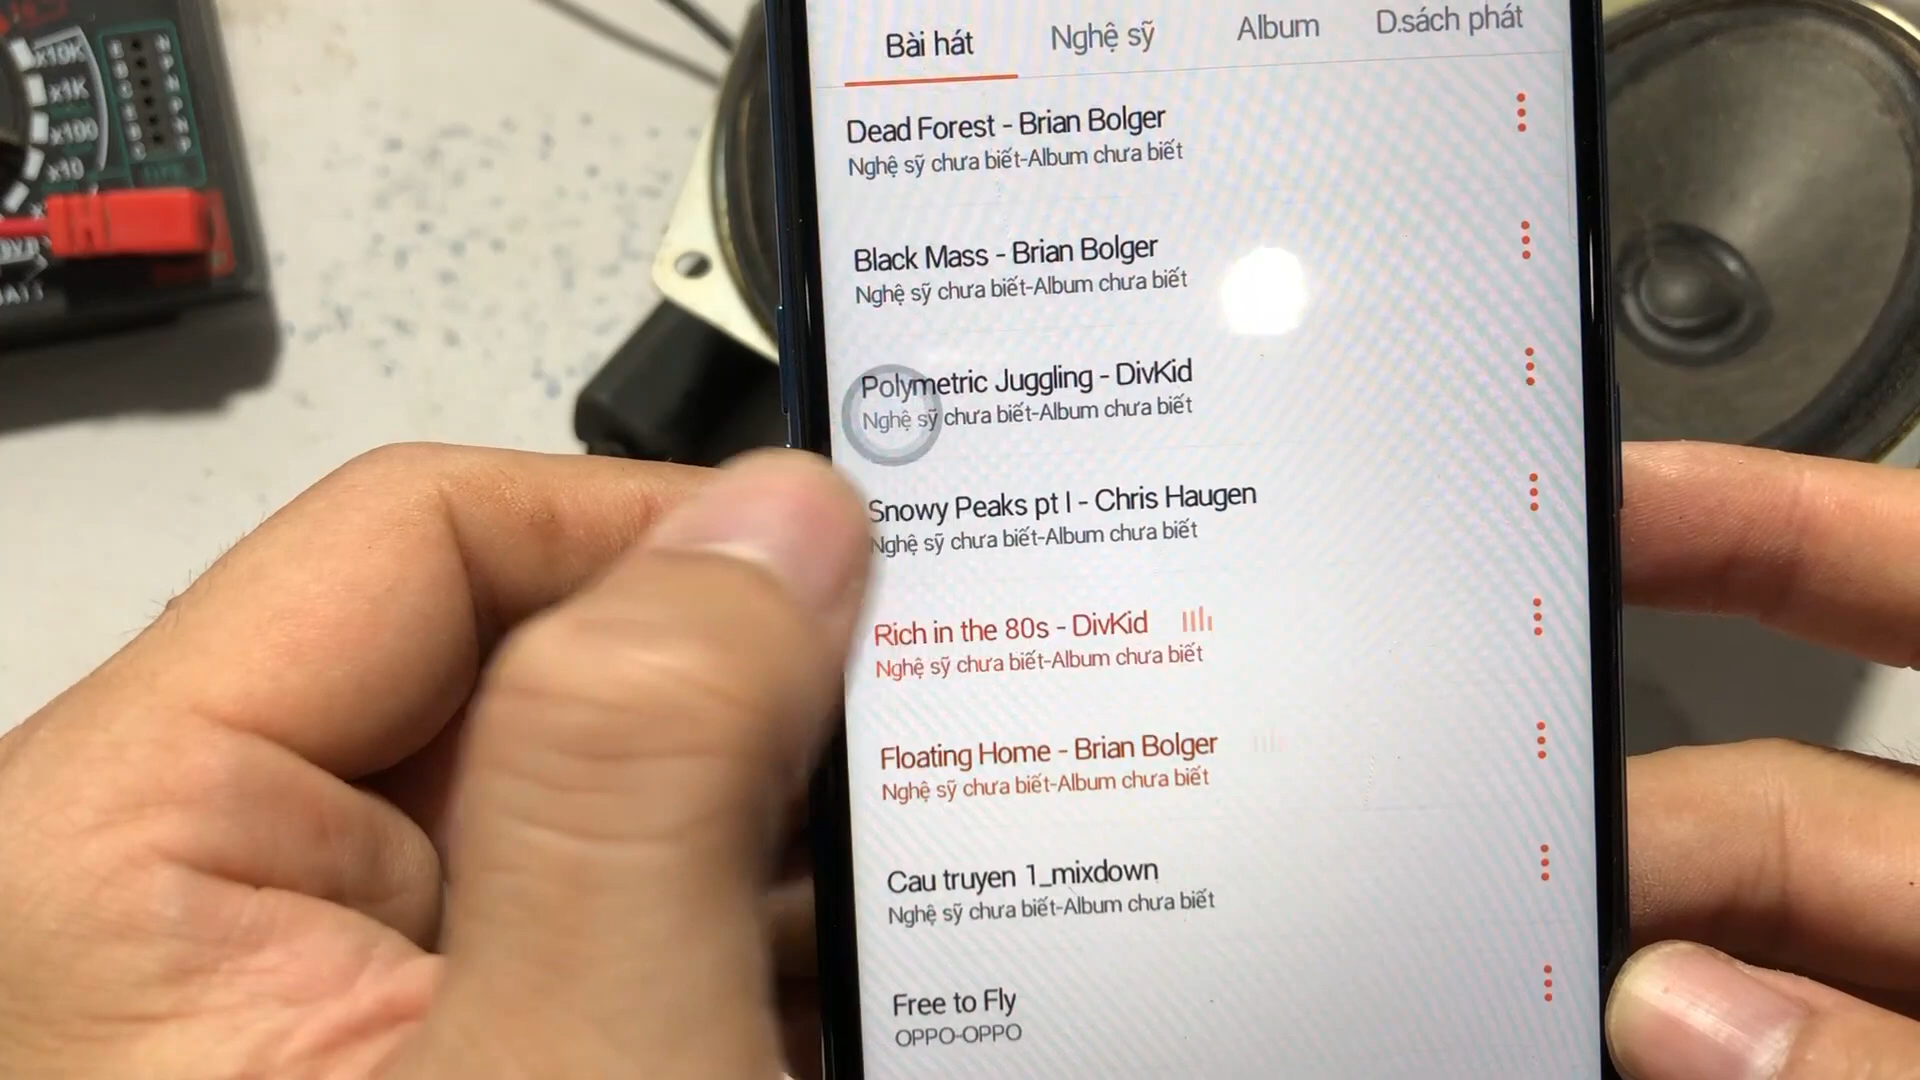 x10K
x1K
x100
x10
Bài hát
Nghệ sỹ
Album
D.sách phát
Dead Forest - Brian Bolger
Nghệ sỹ chưa biết-Album chưa biết
Black Mass - Brian Bolger
Nghệ sỹ chưa biết-Album chưa biết
Polymetric Juggling - DivKid
Nghệ sỹ chưa biết-Album chưa biết
Snowy Peaks pt I - Chris Haugen
Nghệ sỹ chưa biết-Album chưa biết
Rich in the 80s - DivKid
Nghệ sỹ chưa biết-Album chưa biết
Floating Home - Brian Bolger
Nghệ sỹ chưa biết-Album chưa biết
Cau truyen 1_mixdown
Nghệ sỹ chưa biết-Album chưa biết
Free to Fly
OPPO-OPPO